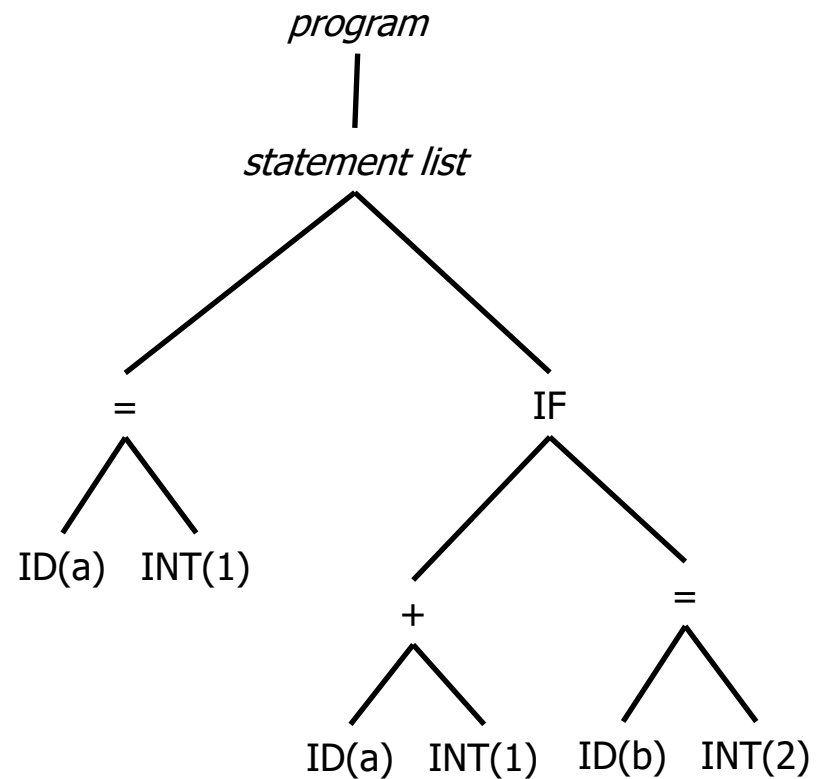 program
statement list
=
IF
ID(a) INT(1)
+
=
ID(a) INT(1) ID(b) INT(2)